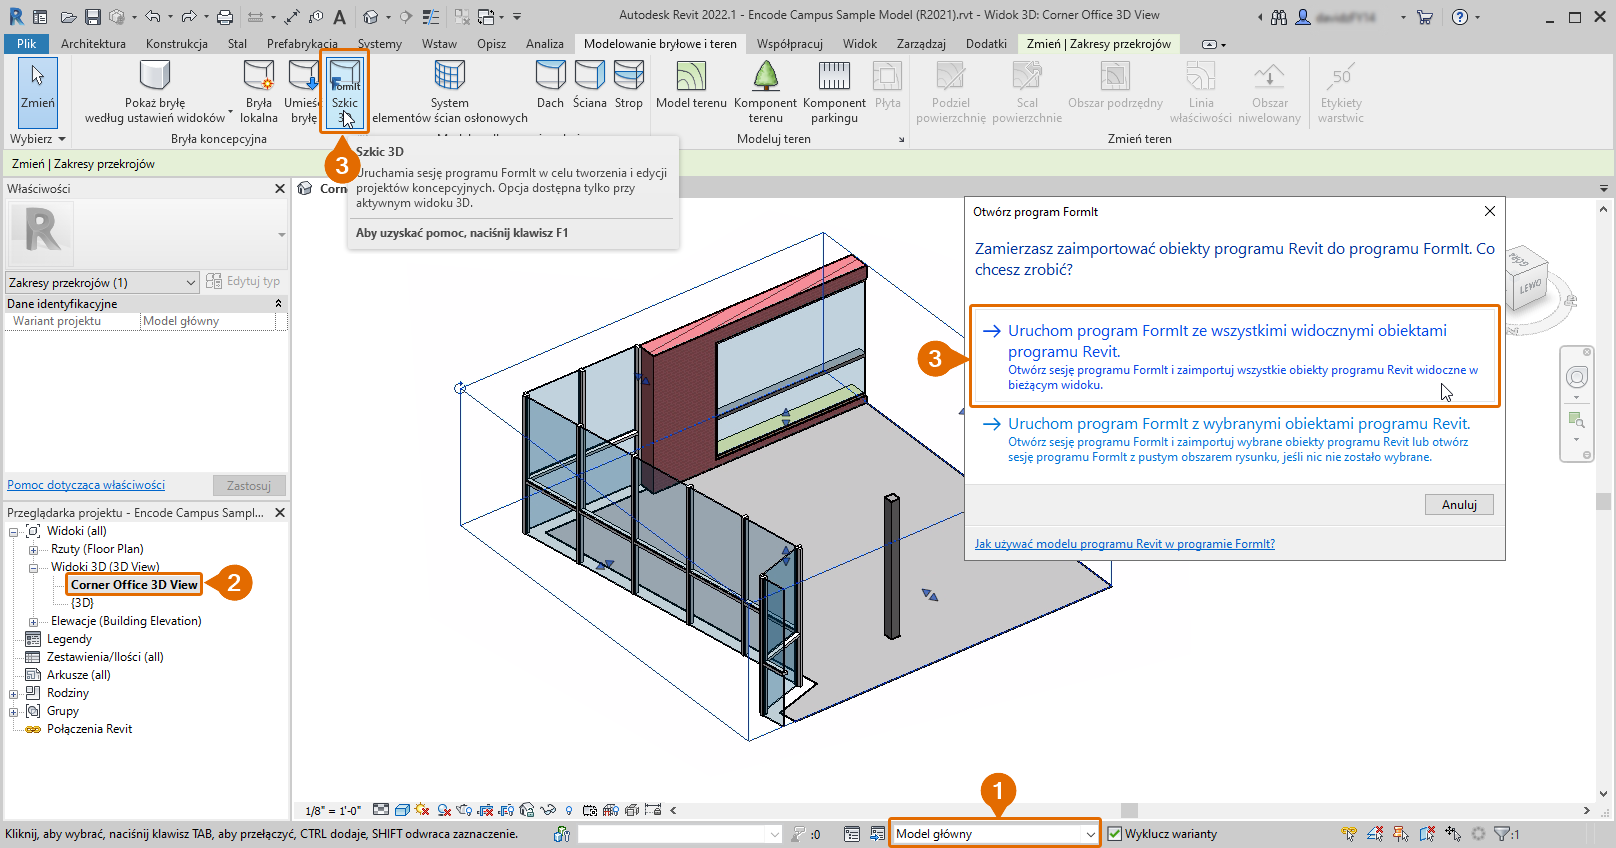 Autodesk Revit 2022.1 - Encode Campus Sample Model (R2021).rvt - Widok 3D: Corner Office 3D View
Plik Architektura Konstrukcja Stal Prefabrykacja Systemy Wstaw Opisz Analiza Modelowanie bryłowe i teren Współpracuj Widok Zarządzaj Dodatki Zmień | Zakresy przekrojów
Zmień
Pokaż bryłę
według ustawień widoków
Bryła
lokalna
Umieść
bryłę
FormIt
Szkic
System
elementów ścian osłonowych
Dach Ściana Strop
Model terenu
Komponent
terenu
Komponent
parkingu
Płyta
Podziel
powierzchnię
Scal
powierzchnie
Obszar podrzędny
Linia
właściwości
Obszar
niwelowany
50
Etykiety
warstwic
Wybierz Bryła koncepcyjna Modeluj teren Zmień teren
Zmień | Zakresy przekrojów
3
Szkic 3D
Uruchamia sesję programu FormIt w celu tworzenia i edycji
projektów koncepcyjnych. Opcja dostępna tylko przy
aktywnym widoku 3D.
Aby uzyskać pomoc, naciśnij klawisz F1
Właściwości
R
Zakresy przekrojów (1) Edytuj typ
Dane identyfikacyjne
Wariant projektu Model główny
Pomoc dotycząca właściwości Zastosuj
Przeglądarka projektu - Encode Campus Sampl...
Widoki (all)
Rzuty (Floor Plan)
Widoki 3D (3D View)
Corner Office 3D View
2
{3D}
Elewacje (Building Elevation)
Legendy
Zestawienia/Ilości (all)
Arkusze (all)
Rodziny
Grupy
Połączenia Revit
Otwórz program FormIt
Zamierzasz zaimportować obiekty programu Revit do programu FormIt. Co
chcesz zrobić?
3
Uruchom program FormIt ze wszystkimi widocznymi obiektami
programu Revit.
Otwórz sesję programu FormIt i zaimportuj wszystkie obiekty programu Revit widoczne w
bieżącym widoku.
Uruchom program FormIt z wybranymi obiektami programu Revit.
Otwórz sesję programu FormIt i zaimportuj wybrane obiekty programu Revit lub otwórz
sesję programu FormIt z pustym obszarem rysunku, jeśli nic nie zostało wybrane.
Anuluj
Jak używać modelu programu Revit w programie FormIt?
LEWO
1/8" = 1'-0"
1
Kliknij, aby wybrać, naciśnij klawisz TAB, aby przełączyć, CTRL dodaje, SHIFT odwraca zaznaczenie.
:0
Model główny
Wyklucz warianty
:1